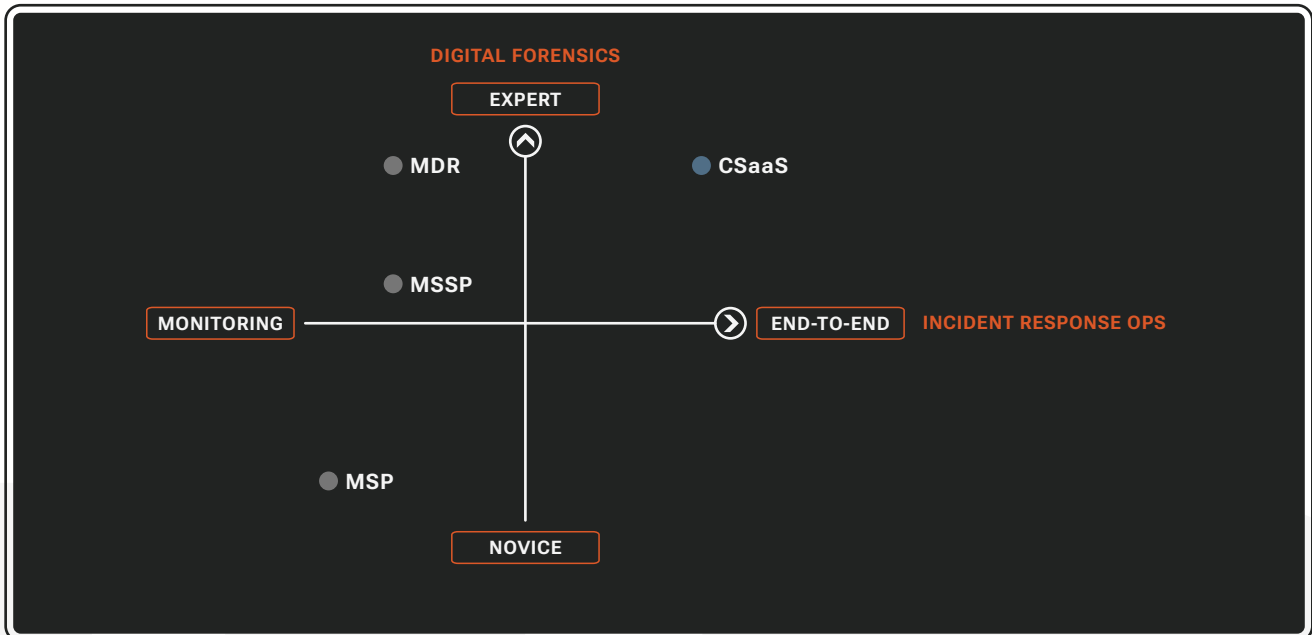 DIGITAL FORENSICS
EXPERT
MDR
CSaaS
MSSP
MONITORING
END-TO-END
INCIDENT RESPONSE OPS
MSP
NOVICE